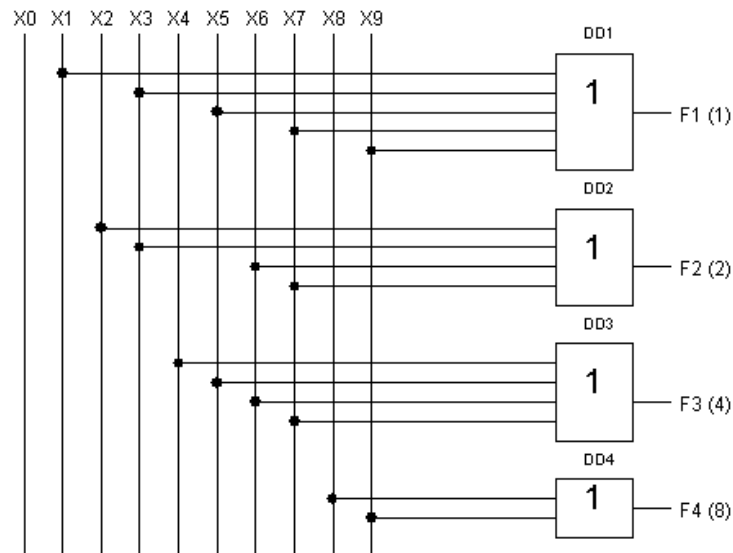 X0 X1 X2 X3 X4 X5 X6 X7 X8 X9
DD1
1
F1 (1)
DD2
1
F2 (2)
DD3
1
F3 (4)
DD4
1
F4 (8)